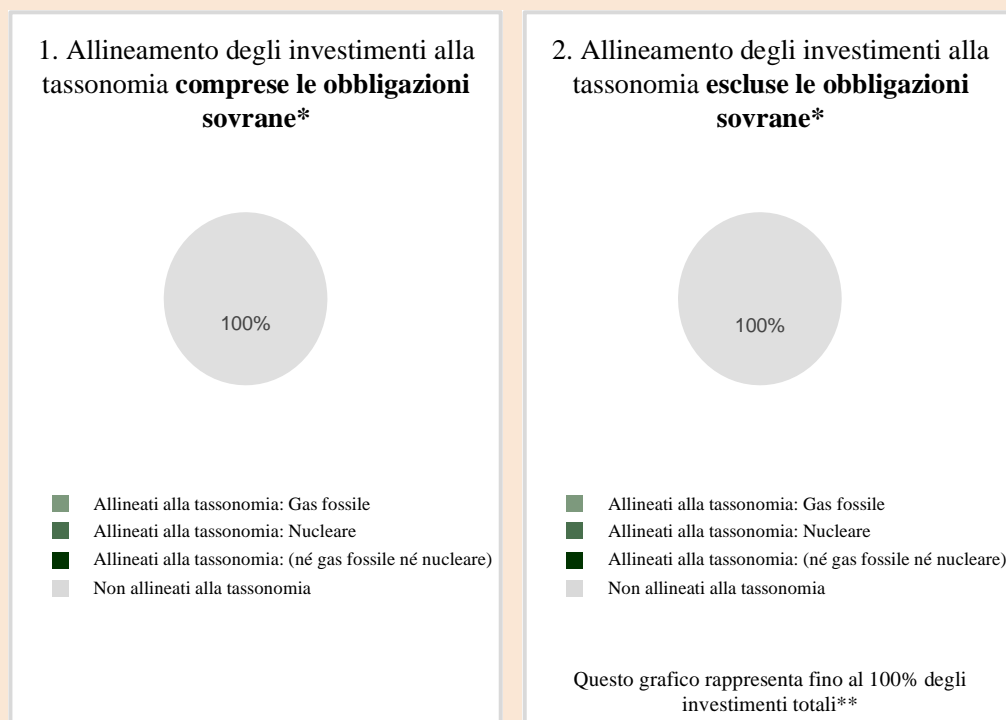 1. Allineamento degli investimenti alla
tassonomia comprese le obbligazioni
sovrane*
100%
Allineati alla tassonomia: Gas fossile
Allineati alla tassonomia: Nucleare
Allineati alla tassonomia: (né gas fossile né nucleare)
Non allineati alla tassonomia
2. Allineamento degli investimenti alla
tassonomia escluse le obbligazioni
sovrane*
100%
Allineati alla tassonomia: Gas fossile
Allineati alla tassonomia: Nucleare
Allineati alla tassonomia: (né gas fossile né nucleare)
Non allineati alla tassonomia
Questo grafico rappresenta fino al 100% degli
investimenti totali**